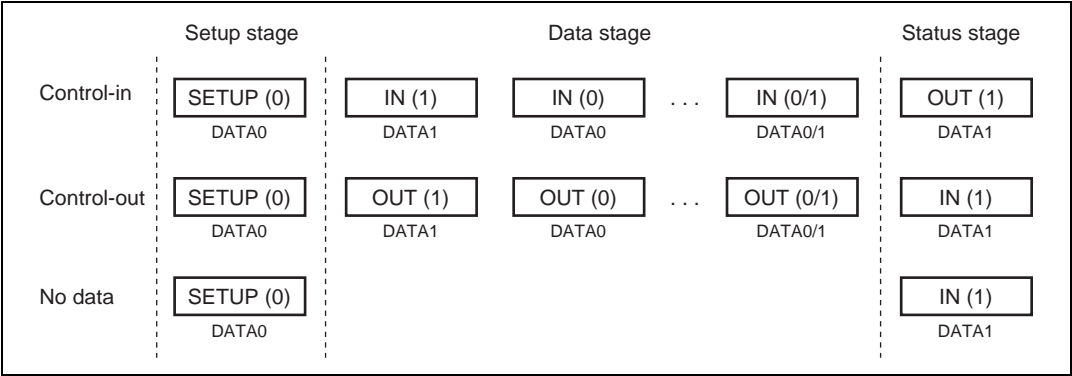 Setup stage Data stage Status stage
Control-in SETUP (0) IN (1) IN (0) . . . IN (0/1) OUT (1)
DATA0 DATA1 DATA0 DATA0/1 DATA1
Control-out SETUP (0) OUT (1) OUT (0) . . . OUT (0/1) IN (1)
DATA0 DATA1 DATA0 DATA0/1 DATA1
No data SETUP (0) IN (1)
DATA0 DATA1